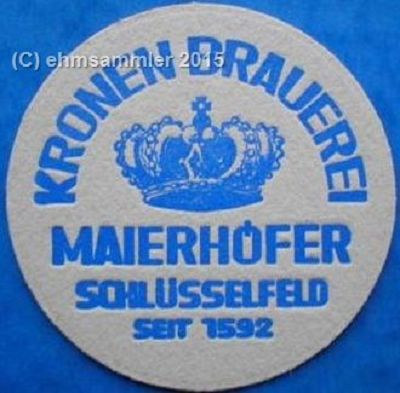 (C) ehmsammler 2015
KRONEN-BRAUEREI
MAIERHÖFER
SCHLÜSSELFELD
SEIT 1592